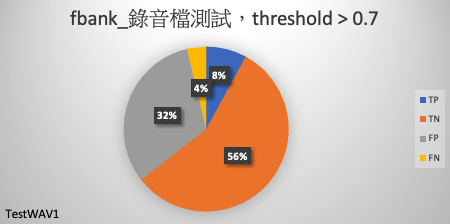 fbank_錄音檔測試，threshold > 0.7
8%
4%
32%
56%
TP
TN
FP
FN
TestWAV1